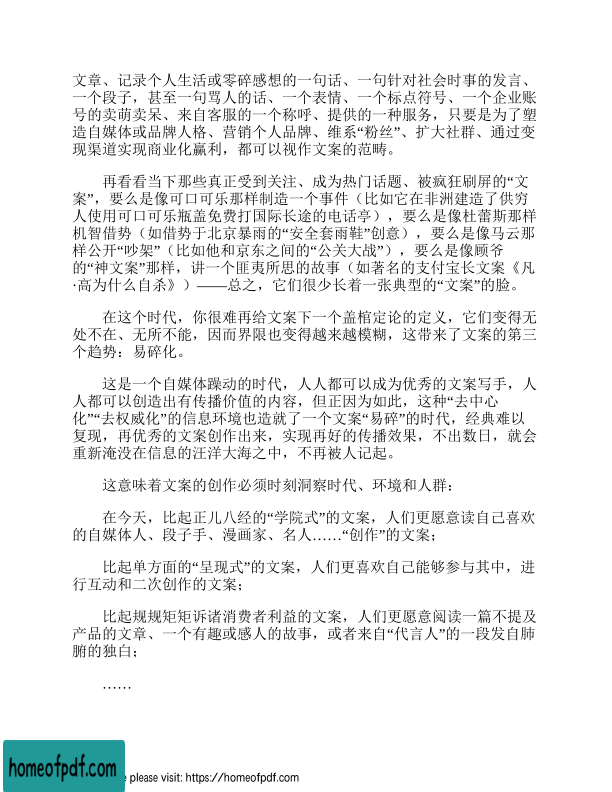 文章、记录个人生活或零碎感想的一句话、一句针对社会时事的发言、
一个段子，甚至一句骂人的话、一个表情、一个标点符号、一个企业账
号的卖萌卖呆、来自客服的一个称呼、提供的一种服务，只要是为了塑
造自媒体或品牌人格、营销个人品牌、维系“粉丝”、扩大社群、通过变
现渠道实现商业化赢利，都可以视作文案的范畴。
再看看当下那些真正受到关注、成为热门话题、被疯狂刷屏的“文
案”，要么是像可口可乐那样制造一个事件（比如它在非洲建造了供穷
人使用可口可乐瓶盖免费打国际长途的电话亭），要么是像杜蕾斯那样
机智借势（如借势于北京暴雨的“安全套雨鞋”创意），要么是像马云那
样公开“吵架”（比如他和京东之间的“公关大战”），要么是像顾爷
的“神文案”那样，讲一个匪夷所思的故事（如著名的支付宝长文案《凡
·高为什么自杀》）——总之，它们很少长着一张典型的“文案”的脸。
在这个时代，你很难再给文案下一个盖棺定论的定义，它们变得无
处不在、无所不能，因而界限也变得越来越模糊，这带来了文案的第三
个趋势：易碎化。
这是一个自媒体躁动的时代，人人都可以成为优秀的文案写手，人
人都可以创造出有传播价值的内容，但正因为如此，这种“去中心
化”“去权威化”的信息环境也造就了一个文案“易碎”的时代，经典难以
复现，再优秀的文案创作出来，实现再好的传播效果，不出数日，就会
重新淹没在信息的汪洋大海之中，不再被人记起。
这意味着文案的创作必须时刻洞察时代、环境和人群：
在今天，比起正儿八经的“学院式”的文案，人们更愿意读自己喜欢
的自媒体人、段子手、漫画家、名人……“创作”的文案；
比起单方面的“呈现式”的文案，人们更喜欢自己能够参与其中，进
行互动和二次创作的文案；
比起规规矩矩诉诸消费者利益的文案，人们更愿意阅读一篇不提及
产品的文章、一个有趣或感人的故事，或者来自“代言人”的一段发自肺
腑的独白；
……
homeofpdf.com
please visit: https://homeofpdf.com